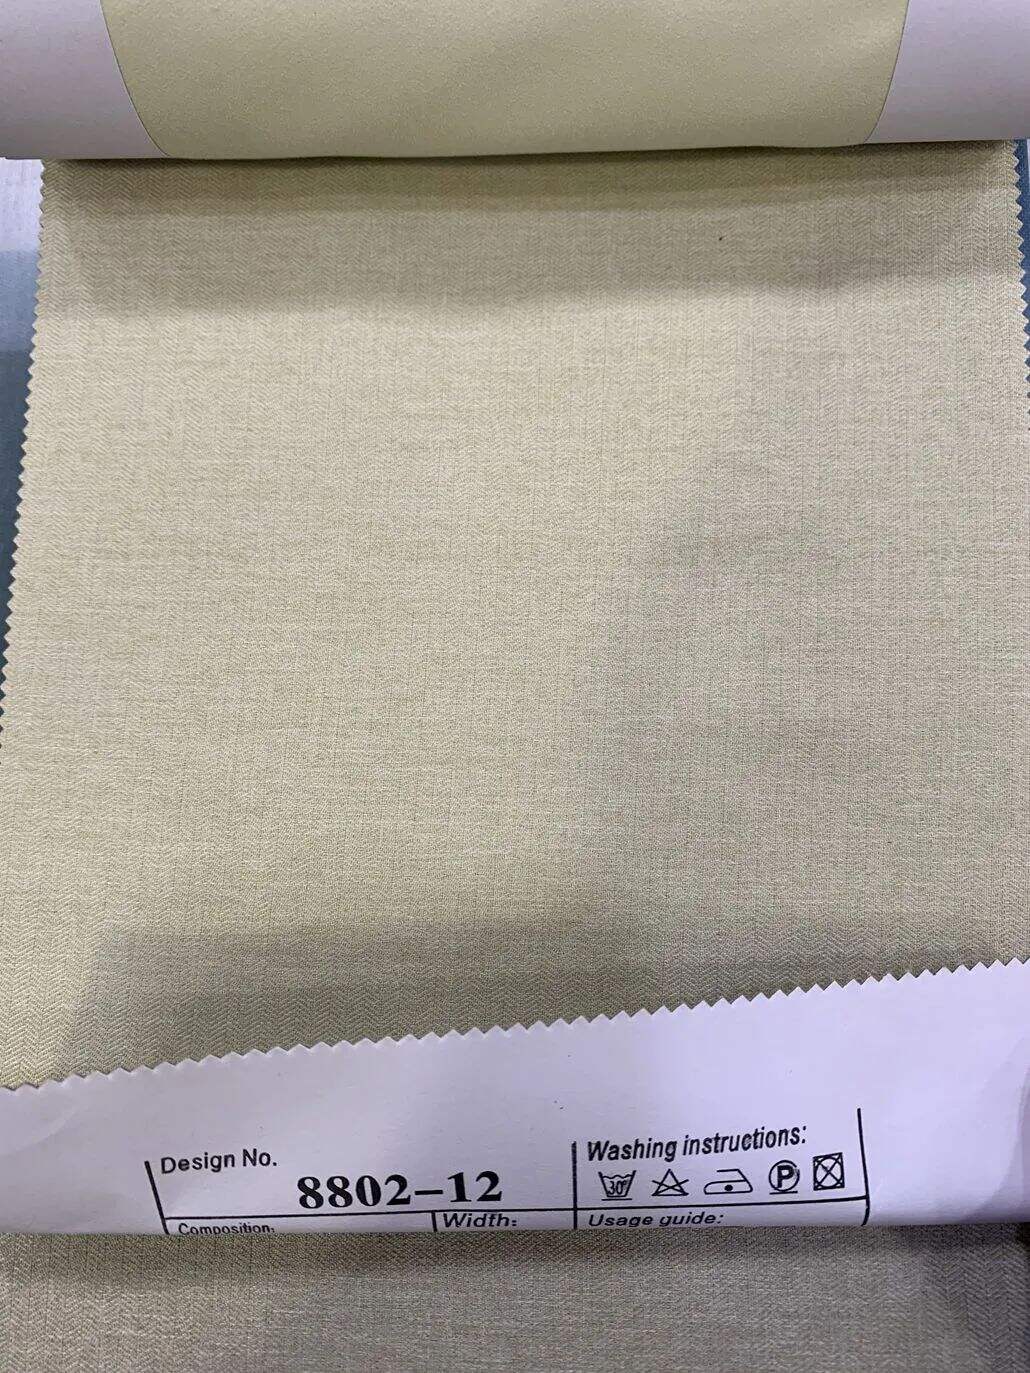 Design No.
8802-12
Washing instructions:
30°
P
Composition:
Width:
Usage guide: